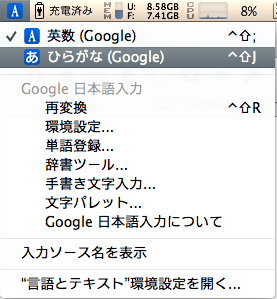 A 充電済み MEM U: 8.58GB F: 7.41GB CPU 8%
✓ A 英数 (Google) ^⇧;
あ ひらがな (Google) ^⇧J
Google 日本語入力
再変換 ^⇧R
環境設定...
単語登録...
辞書ツール...
手書き文字入力...
文字パレット...
Google 日本語入力について
入力ソース名を表示
“言語とテキスト”環境設定を開く...